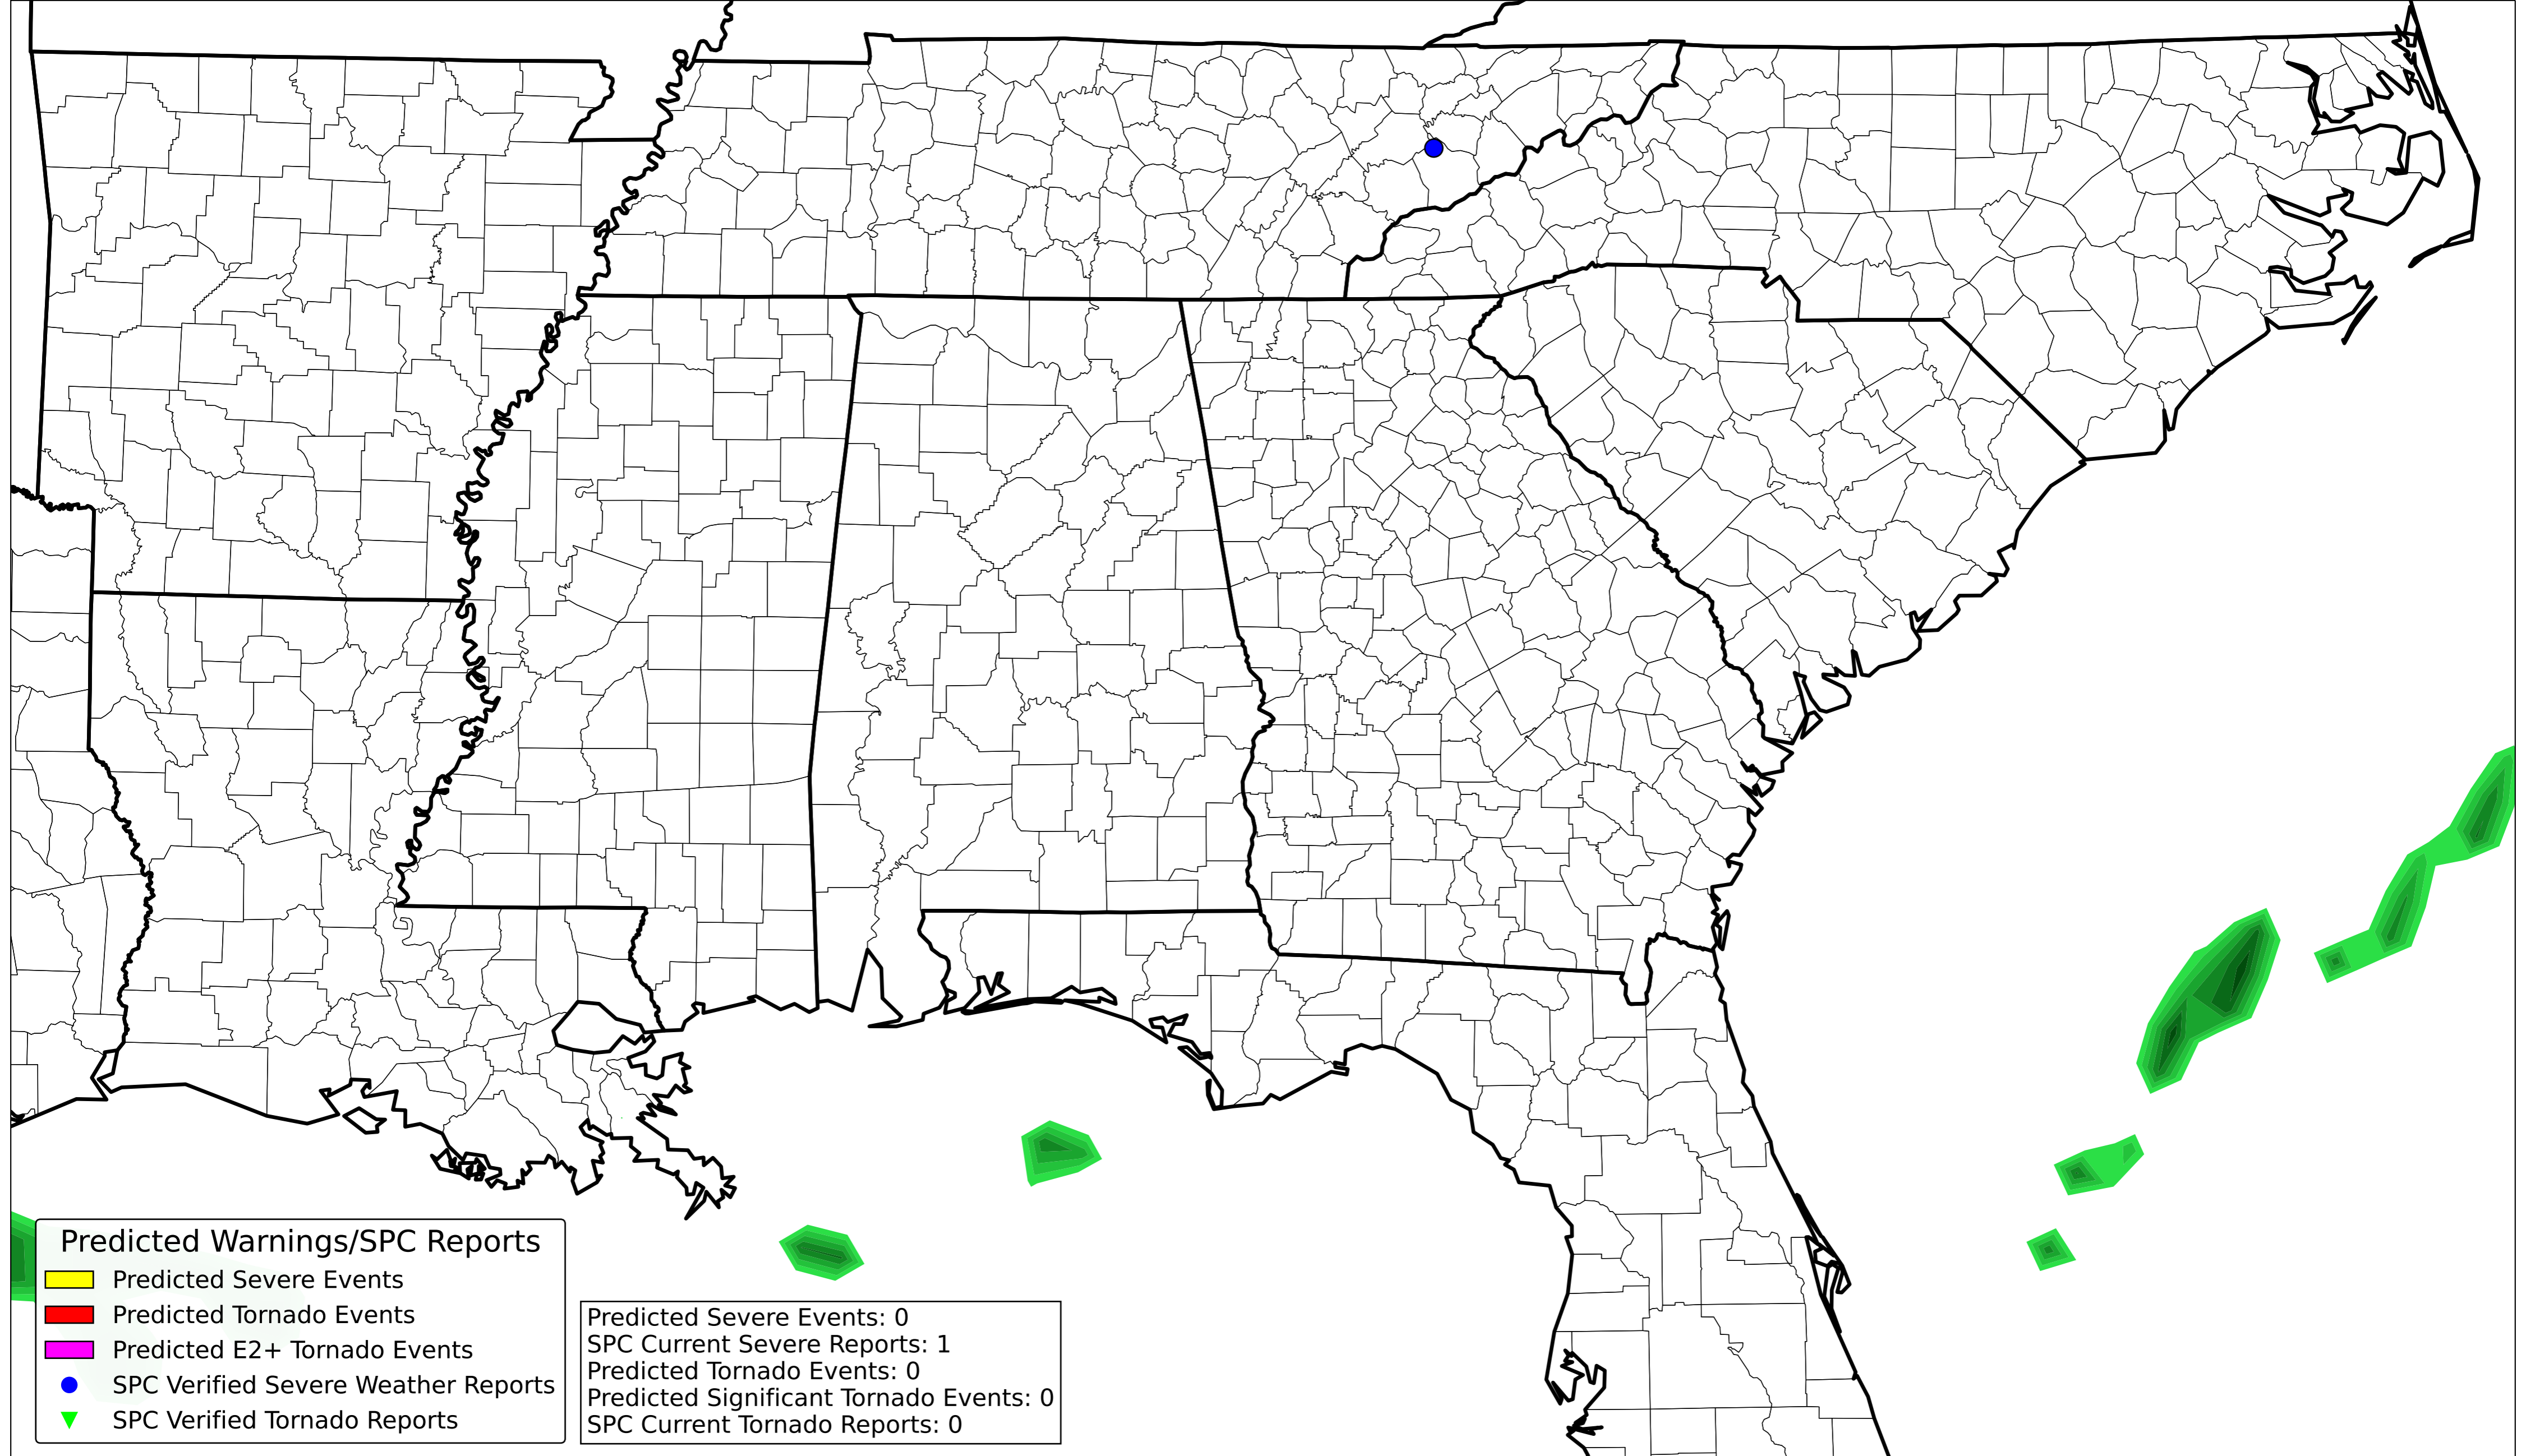 Predicted Warnings/SPC Reports
Predicted Severe Events
Predicted Tornado Events
Predicted E2+ Tornado Events
SPC Verified Severe Weather Reports
SPC Verified Tornado Reports
Predicted Severe Events: 0
SPC Current Severe Reports: 1
Predicted Tornado Events: 0
Predicted Significant Tornado Events: 0
SPC Current Tornado Reports: 0